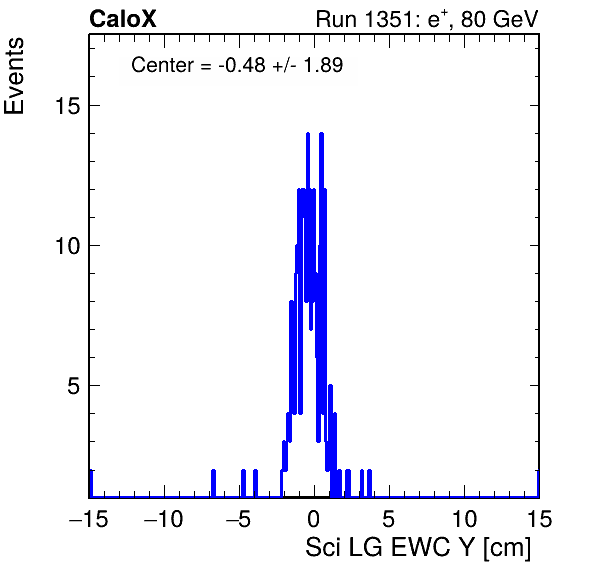 CaloX Run 1351: e⁺, 80 GeV
Center = -0.48 +/- 1.89
Events
15
10
5
−15 −10 −5 0 5 10 15
Sci LG EWC Y [cm]